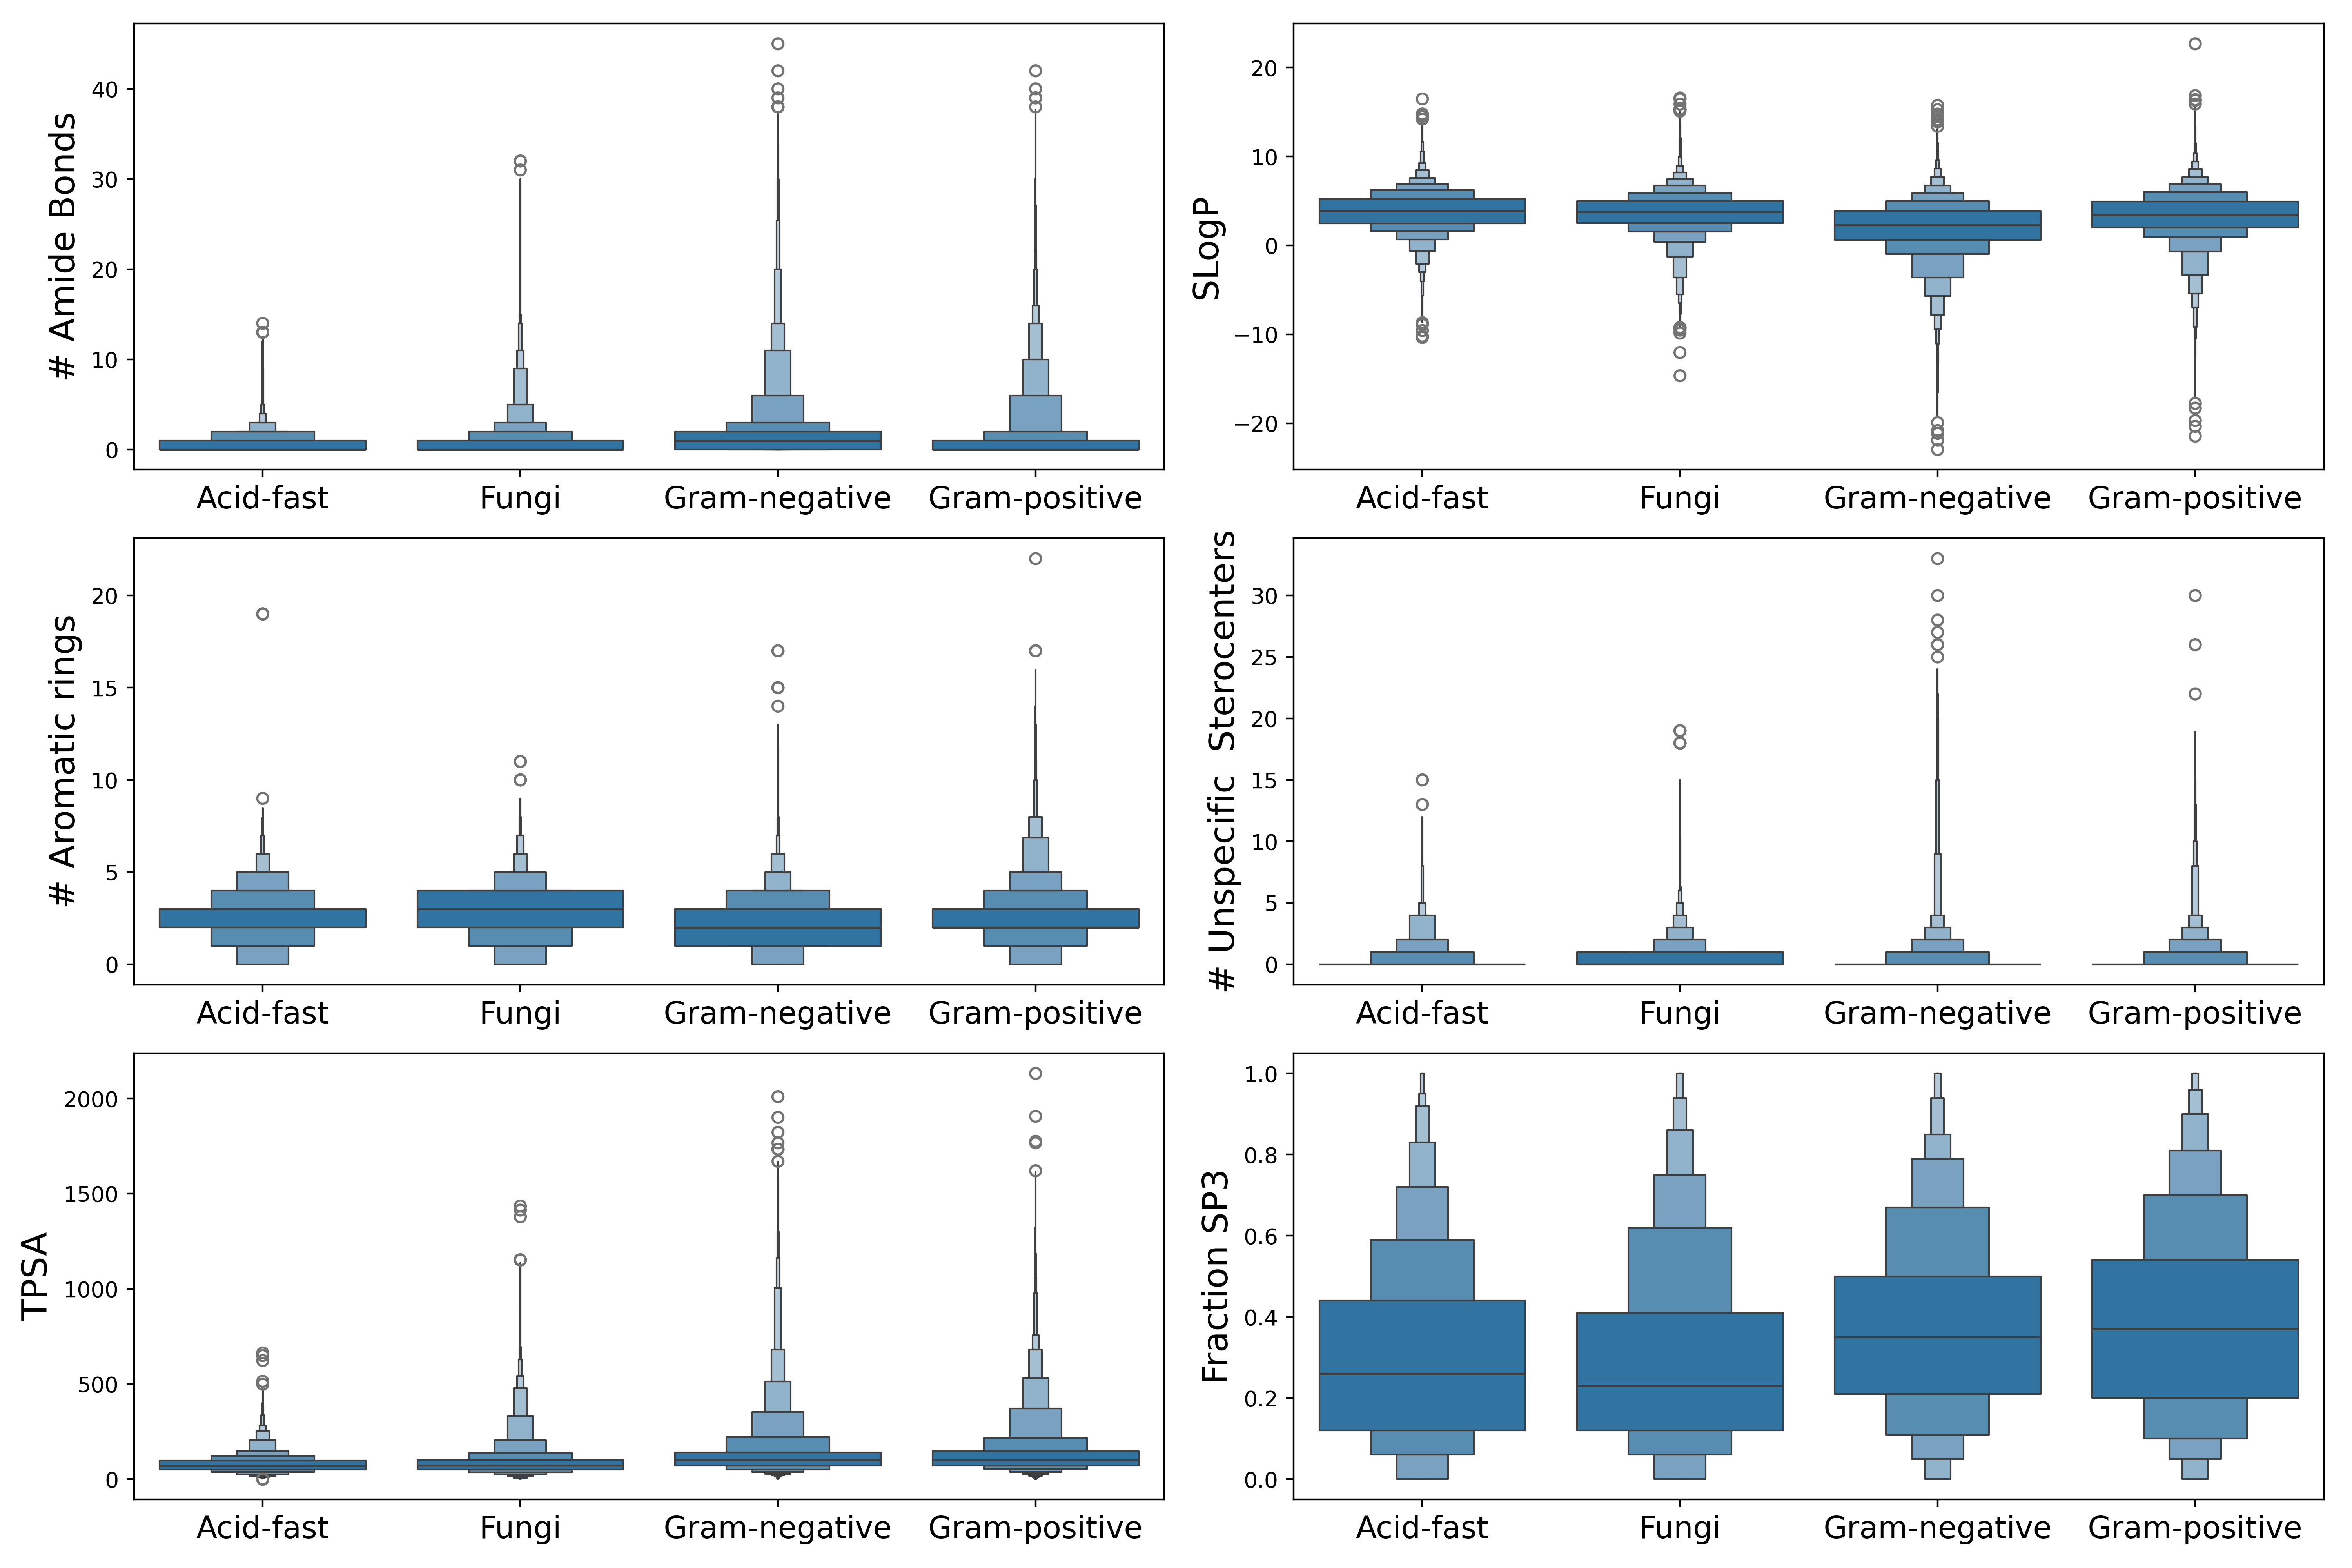 # Amide Bonds
40
30
20
10
0
Acid-fast Fungi Gram-negative Gram-positive
SLogP
20
10
0
−10
−20
Acid-fast Fungi Gram-negative Gram-positive
# Aromatic rings
20
15
10
5
0
Acid-fast Fungi Gram-negative Gram-positive
# Unspecific Sterocenters
30
25
20
15
10
5
0
Acid-fast Fungi Gram-negative Gram-positive
TPSA
2000
1500
1000
500
0
Acid-fast Fungi Gram-negative Gram-positive
Fraction SP3
1.0
0.8
0.6
0.4
0.2
0.0
Acid-fast Fungi Gram-negative Gram-positive